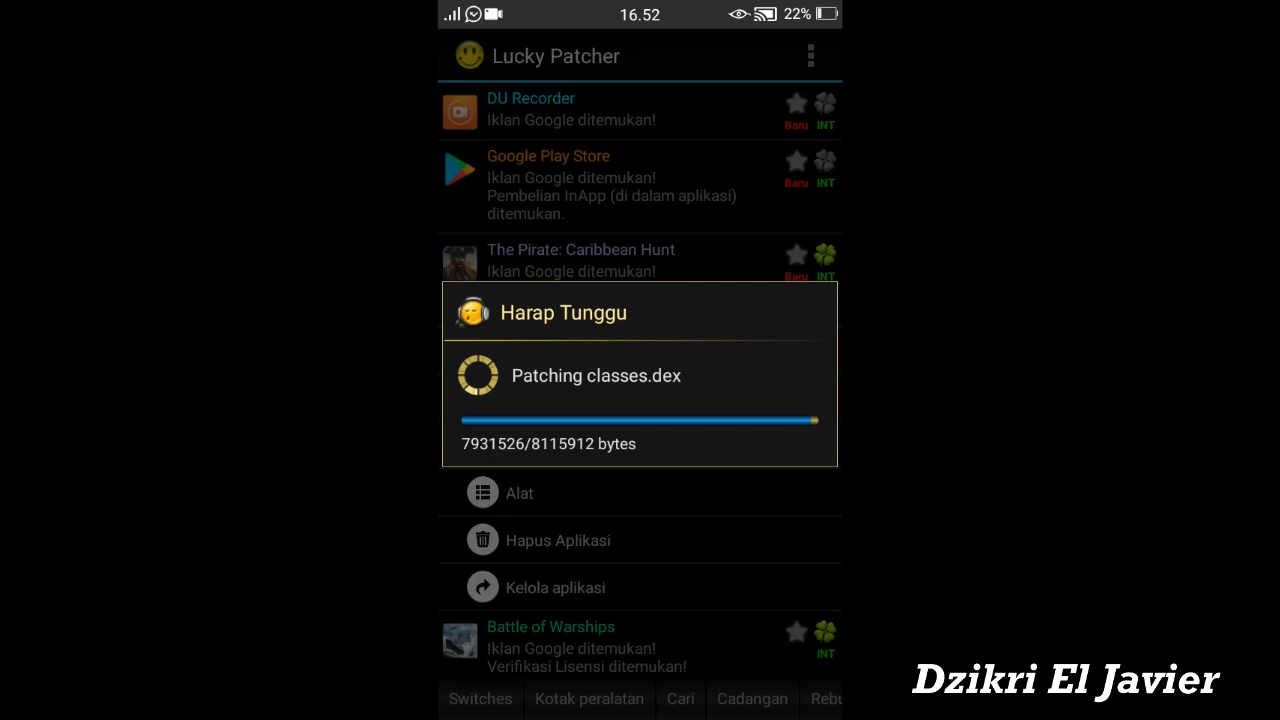 16.52
22%
Lucky Patcher
DU Recorder
Iklan Google ditemukan!
Baru INT
Google Play Store
Iklan Google ditemukan!
Baru INT
Pembelian InApp (di dalam aplikasi)
ditemukan.
The Pirate: Caribbean Hunt
Iklan Google ditemukan!
Baru INT
Harap Tunggu
Patching classes.dex
7931526/8115912 bytes
Alat
Hapus Aplikasi
Kelola aplikasi
Battle of Warships
Iklan Google ditemukan!
INT
Verifikasi Lisensi ditemukan!
Switches Kotak peralatan Cari Cadangan Rebu
Dzikri El Javier